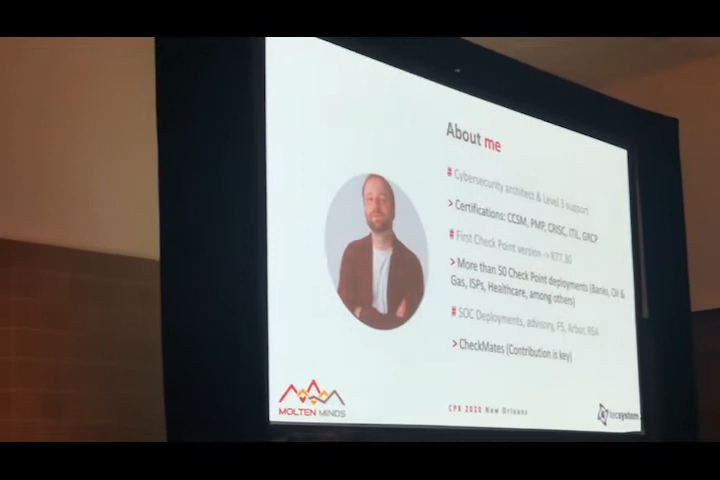 About me
# Cybersecurity architect & Level 3 support
> Certifications: CCSM, PMP, CRISC, ITIL, GRCP
# First Check Point version -> R77.30
> More than 50 Check Point deployments (Banks, Oil &
Gas, ISPs, Healthcare, among others)
# SOC Deployments, advisory, F5, Arbor, RSA
> CheckMates (Contribution is key)
MOLTEN MINDS
CPX 2020 New Orleans
tecsystem